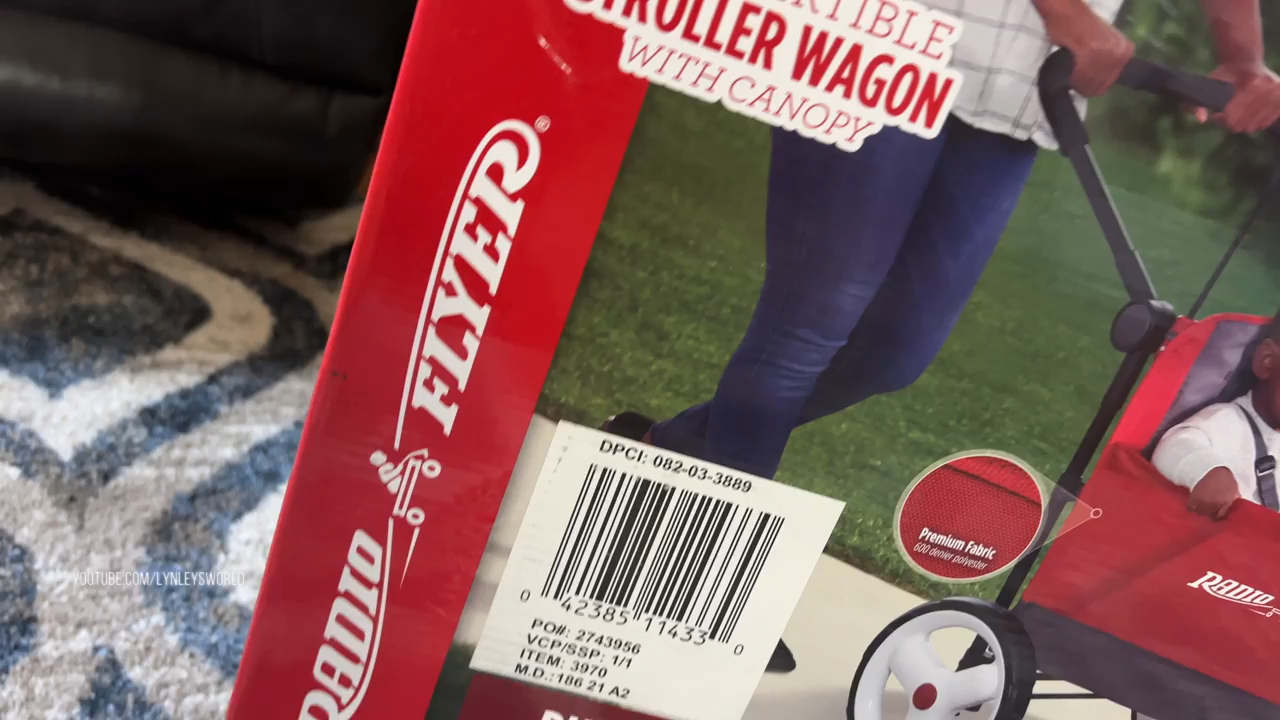 STROLLER WAGON
WITH CANOPY
RADIO FLYER®
DPCI: 082-03-3889
0 42385 11433 0
PO#: 2743956
VCP/SSP: 1/1
ITEM: 3970
M.D.:186 21 A2
Premium Fabric
600 denier polyester
RADIO
YOUTUBE.COM/LYNLEYSWORLD